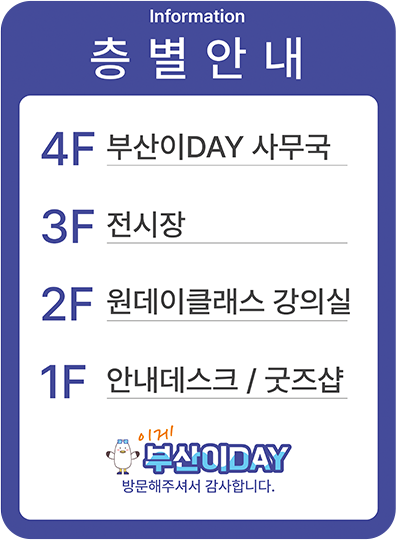 Information
층별안내
4F 부산이DAY 사무국
3F 전시장
2F 원데이클래스 강의실
1F 안내데스크 / 굿즈샵
이게!
부산이DAY
방문해주셔서 감사합니다.